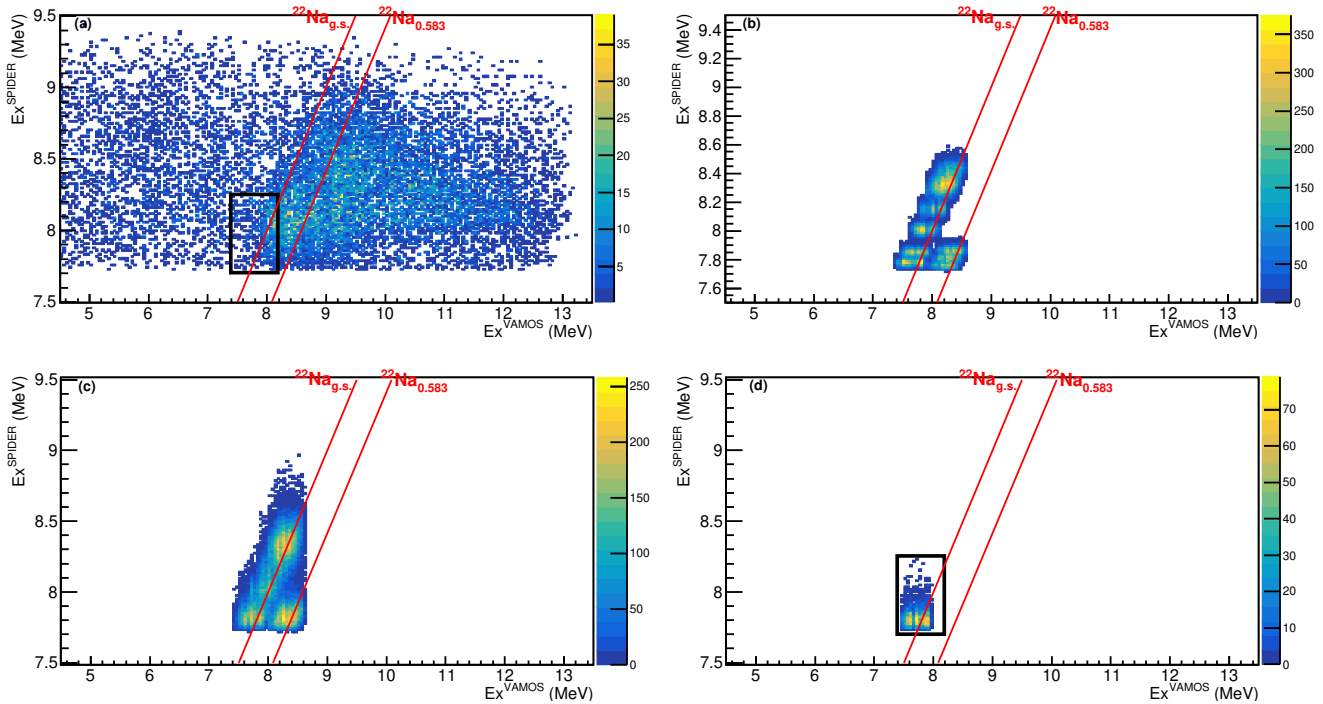 (a)
²²Na_g.s. ²²Na_0.583
Ex^SPIDER (MeV)
9.5
9
8.5
8
7.5
5 6 7 8 9 10 11 12 13
Ex^VAMOS (MeV)
35
30
25
20
15
10
5
(b)
²²Na_g.s. ²²Na_0.583
Ex^SPIDER (MeV)
9.4
9.2
9
8.8
8.6
8.4
8.2
8
7.8
7.6
5 6 7 8 9 10 11 12 13
Ex^VAMOS (MeV)
350
300
250
200
150
100
50
0
(c)
²²Na_g.s. ²²Na_0.583
Ex^SPIDER (MeV)
9.5
9
8.5
8
7.5
5 6 7 8 9 10 11 12 13
Ex^VAMOS (MeV)
250
200
150
100
50
0
(d)
²²Na_g.s. ²²Na_0.583
Ex^SPIDER (MeV)
9.5
9
8.5
8
7.5
5 6 7 8 9 10 11 12 13
Ex^VAMOS (MeV)
70
60
50
40
30
20
10
0